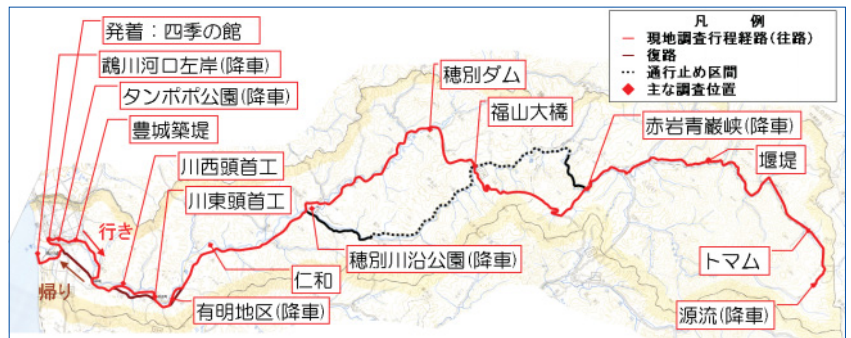 発着：四季の館
鵡川河口左岸(降車)
タンポポ公園(降車)
豊城築堤
川西頭首工
川東頭首工
行き
帰り
有明地区(降車)
仁和
穂別川沿公園(降車)
穂別ダム
福山大橋
赤岩青巌峡(降車)
堰堤
トマム
源流(降車)
凡 例
現地調査行程経路(往路)
復路
通行止め区間
主な調査位置